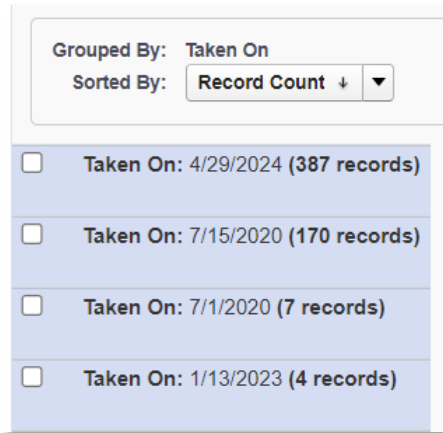 Grouped By: Taken On
Sorted By: Record Count ↓
Taken On: 4/29/2024 (387 records)
Taken On: 7/15/2020 (170 records)
Taken On: 7/1/2020 (7 records)
Taken On: 1/13/2023 (4 records)